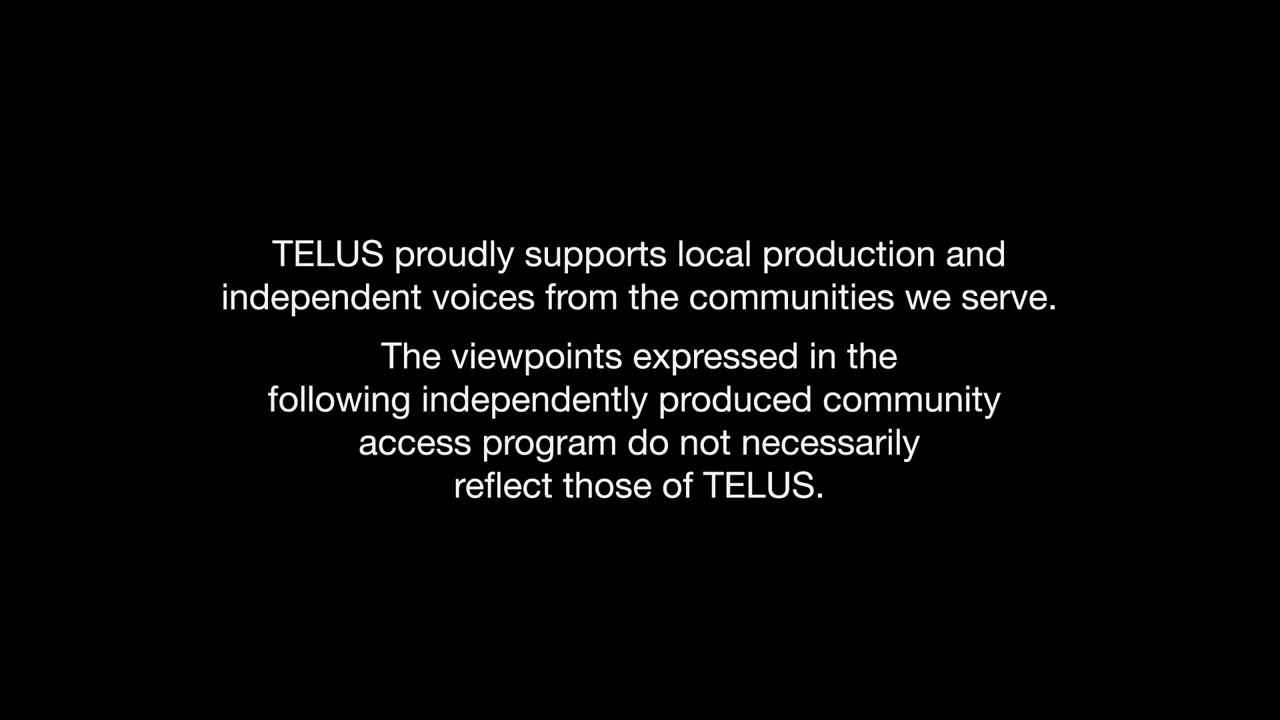 TELUS proudly supports local production and
independent voices from the communities we serve.
The viewpoints expressed in the
following independently produced community
access program do not necessarily
reflect those of TELUS.